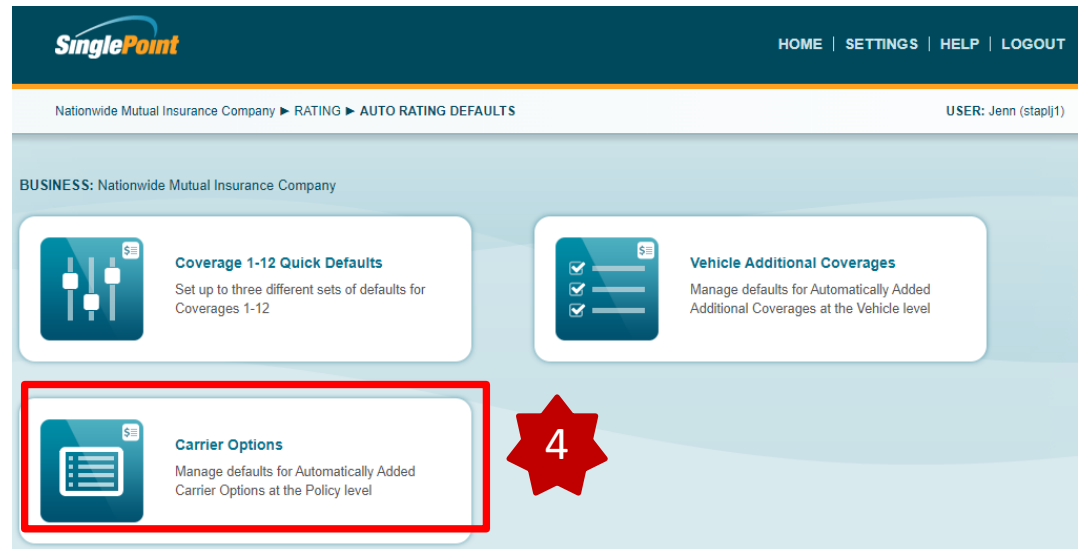 SinglePoint
HOME | SETTINGS | HELP | LOGOUT
Nationwide Mutual Insurance Company ► RATING ► AUTO RATING DEFAULTS
USER: Jenn (staplj1)
BUSINESS: Nationwide Mutual Insurance Company
$
Coverage 1-12 Quick Defaults
Set up to three different sets of defaults for
Coverages 1-12
$
Vehicle Additional Coverages
Manage defaults for Automatically Added
Additional Coverages at the Vehicle level
$
Carrier Options
Manage defaults for Automatically Added
Carrier Options at the Policy level
4